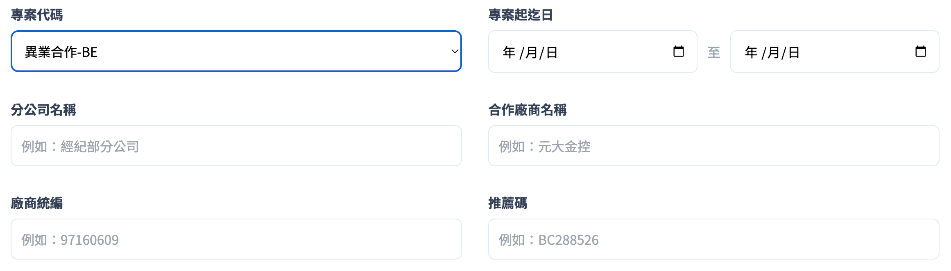 專案代碼
專案起迄日
異業合作-BE
年 /月/日 至 年 /月/日
分公司名稱
合作廠商名稱
例如：經紀部分公司
例如：元大金控
廠商統編
推薦碼
例如：97160609
例如：BC288526